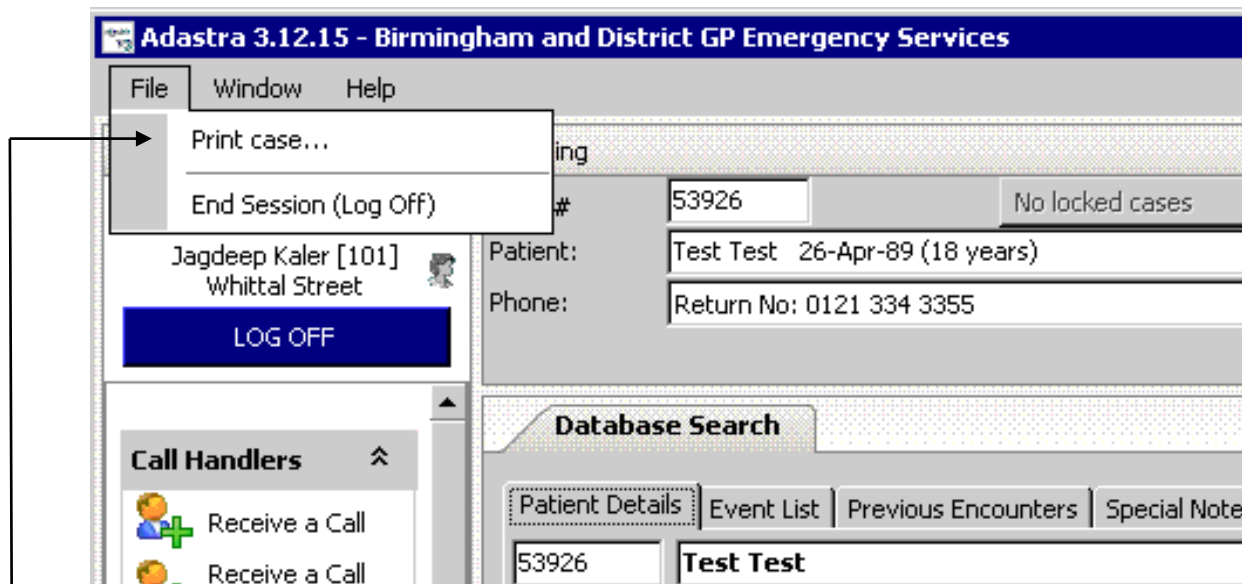 Adastra 3.12.15 - Birmingham and District GP Emergency Services
File Window Help
Print case...
End Session (Log Off)
ing
# 53926 No locked cases
Jagdeep Kaler [101]
Whittal Street
LOG OFF
Patient: Test Test 26-Apr-89 (18 years)
Phone: Return No: 0121 334 3355
Call Handlers
Receive a Call
Receive a Call
Database Search
Patient Details Event List Previous Encounters Special Note
53926 Test Test